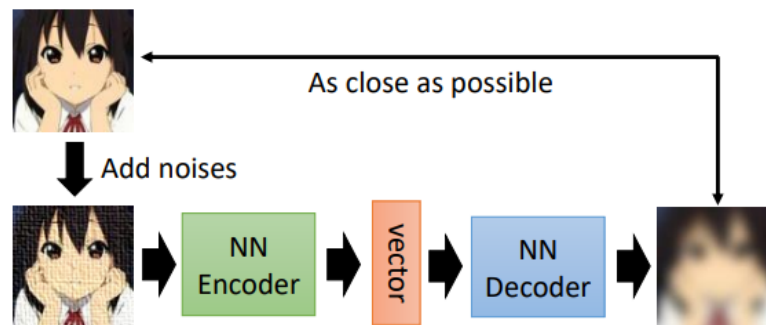 As close as possible
Add noises
NN
Encoder
vector
NN
Decoder